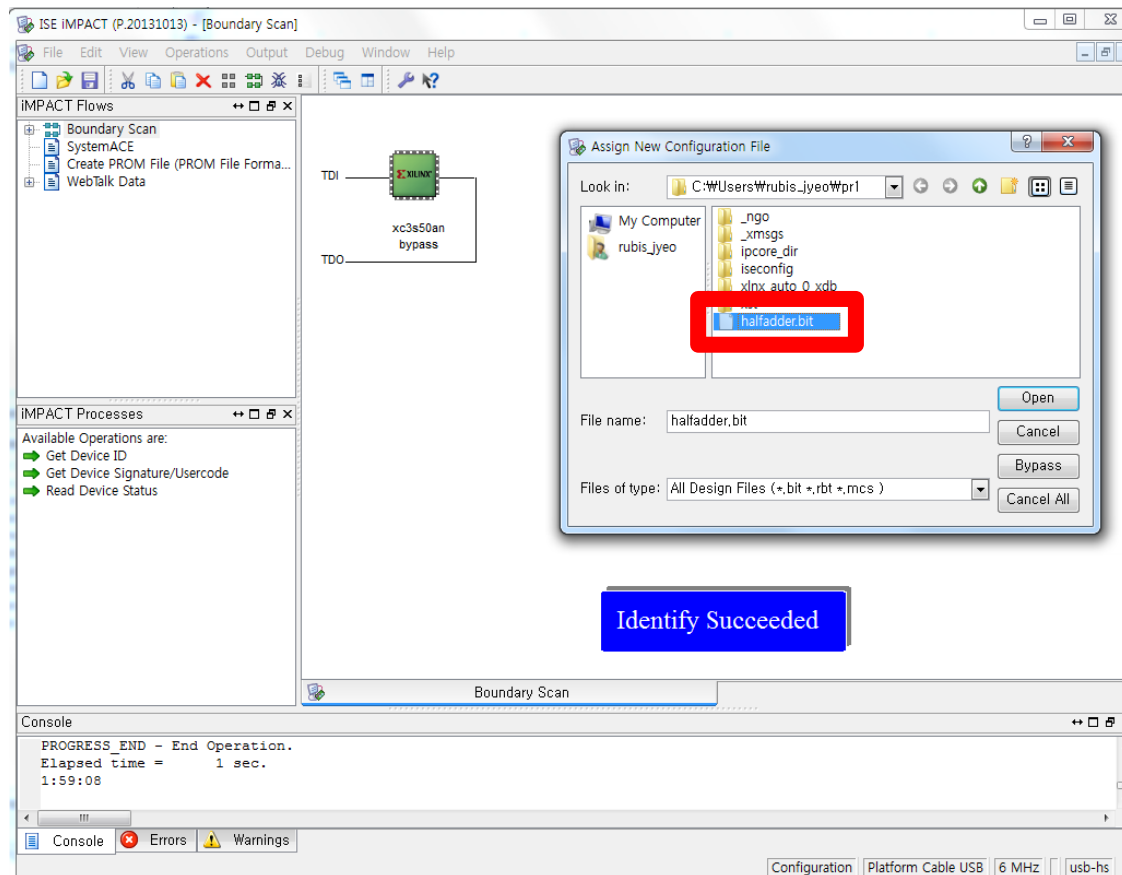 ISE iMPACT (P.20131013) - [Boundary Scan]
File Edit View Operations Output Debug Window Help
iMPACT Flows
Boundary Scan
SystemACE
Create PROM File (PROM File Forma...
WebTalk Data
TDI
XILINX
xc3s50an
bypass
TDO
Assign New Configuration File
Look in: C:₩Users₩rubis_jyeo₩pr1
My Computer
rubis_jyeo
_ngo
_xmsgs
ipcore_dir
iseconfig
xlnx_auto_0_xdb
halfadder.bit
File name: halfadder.bit
Files of type: All Design Files (*.bit *.rbt *.mcs )
Open
Cancel
Bypass
Cancel All
iMPACT Processes
Available Operations are:
Get Device ID
Get Device Signature/Usercode
Read Device Status
Identify Succeeded
Boundary Scan
Console
PROGRESS_END - End Operation.
Elapsed time = 1 sec.
1:59:08
Console Errors Warnings
Configuration Platform Cable USB 6 MHz usb-hs